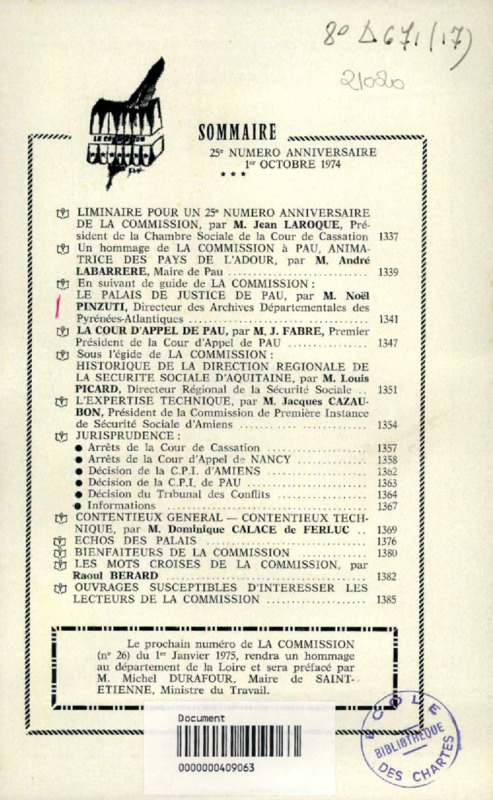 8° Δ 671 (17)
21080
LA COMMISSION
SOMMAIRE
25e NUMERO ANNIVERSAIRE
1er OCTOBRE 1974
★ ★ ★
LIMINAIRE POUR UN 25e NUMERO ANNIVERSAIRE
DE LA COMMISSION, par M. Jean LAROQUE, Pré-
sident de la Chambre Sociale de la Cour de Cassation 1337
Un hommage de LA COMMISSION à PAU, ANIMA-
TRICE DES PAYS DE L'ADOUR, par M. André
LABARRERE, Maire de Pau ........................ 1339
En suivant de guide de LA COMMISSION :
LE PALAIS DE JUSTICE DE PAU, par M. Noël
PINZUTI, Directeur des Archives Départementales des
Pyrénées-Atlantiques ........................ 1341
LA COUR D'APPEL DE PAU, par M. J. FABRE, Premier
Président de la Cour d'Appel de PAU .............. 1347
Sous l'égide de LA COMMISSION :
HISTORIQUE DE LA DIRECTION REGIONALE DE
LA SECURITE SOCIALE D'AQUITAINE, par M. Louis
PICARD, Directeur Régional de la Sécurité Sociale .. 1351
L'EXPERTISE TECHNIQUE, par M. Jacques CAZAU-
BON, Président de la Commission de Première Instance
de Sécurité Sociale d'Amiens .................... 1354
JURISPRUDENCE :
● Arrêts de la Cour de Cassation ................ 1357
● Arrêts de la Cour d'Appel de NANCY ............ 1358
● Décision de la C.P.I. d'AMIENS ................ 1362
● Décision de la C.P.I. de PAU .................. 1363
● Décision du Tribunal des Conflits .............. 1364
● Informations ................................ 1367
CONTENTIEUX GENERAL — CONTENTIEUX TECH-
NIQUE, par M. Dominique CALACE de FERLUC .. 1369
ECHOS DES PALAIS ............................ 1376
BIENFAITEURS DE LA COMMISSION .............. 1380
LES MOTS CROISES DE LA COMMISSION, par
Raoul BERARD ................................ 1382
OUVRAGES SUSCEPTIBLES D'INTERESSER LES
LECTEURS DE LA COMMISSION .................. 1385
Le prochain numéro de LA COMMISSION
(n° 26) du 1er Janvier 1975, rendra un hommage
au département de la Loire et sera préfacé par
M. Michel DURAFOUR, Maire de SAINT-
ETIENNE, Ministre du Travail.
Document
0000000409063
ECOLE
BIBLIOTHEQUE
DES CHARTES